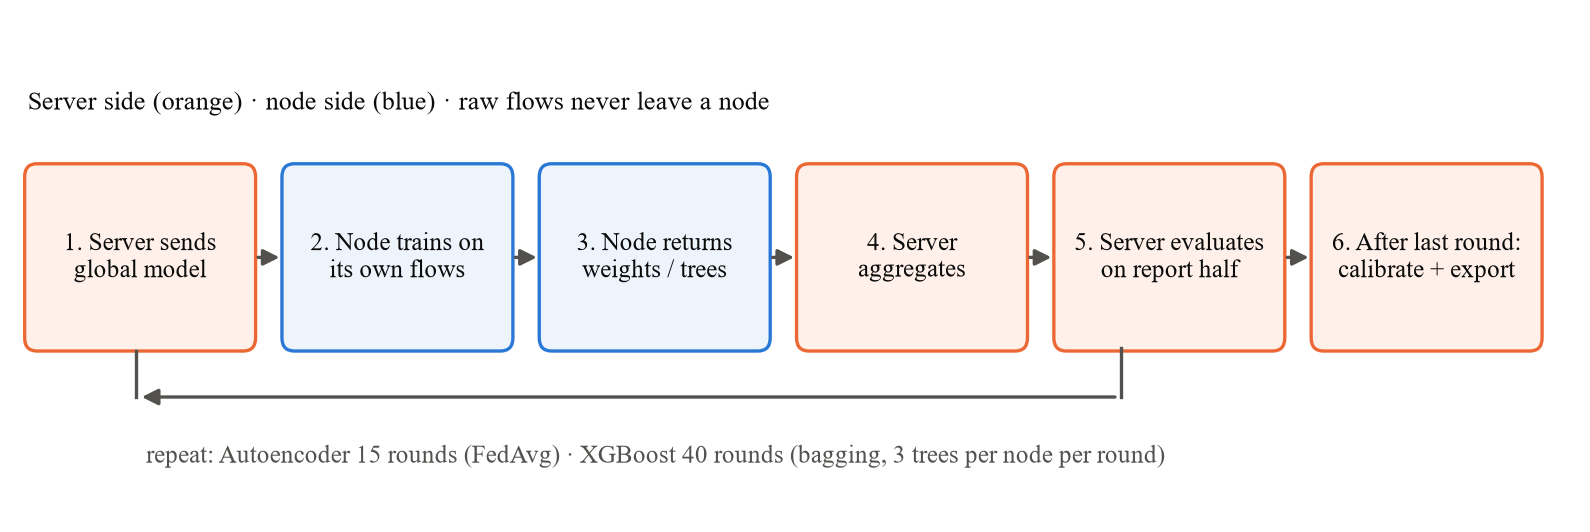 Server side (orange) · node side (blue) · raw flows never leave a node
1. Server sends
global model
2. Node trains on
its own flows
3. Node returns
weights / trees
4. Server
aggregates
5. Server evaluates
on report half
6. After last round:
calibrate + export
repeat: Autoencoder 15 rounds (FedAvg) · XGBoost 40 rounds (bagging, 3 trees per node per round)